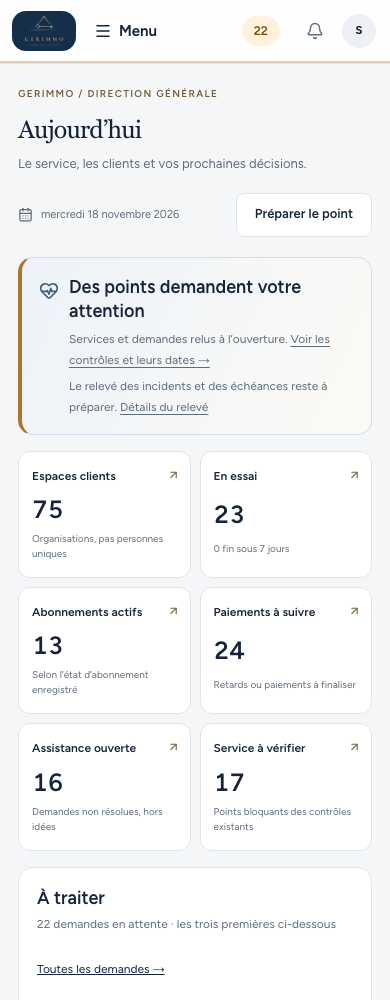 GERIMMO
Menu
22
S
GERIMMO / DIRECTION GÉNÉRALE
Aujourd’hui
Le service, les clients et vos prochaines décisions.
mercredi 18 novembre 2026
Préparer le point
Des points demandent votre
attention
Services et demandes relus à l’ouverture. Voir les
contrôles et leurs dates →
Le relevé des incidents et des échéances reste à
préparer. Détails du relevé
Espaces clients
75
Organisations, pas personnes
uniques
En essai
23
0 fin sous 7 jours
Abonnements actifs
13
Selon l’état d’abonnement
enregistré
Paiements à suivre
24
Retards ou paiements à finaliser
Assistance ouverte
16
Demandes non résolues, hors
idées
Service à vérifier
17
Points bloquants des contrôles
existants
À traiter
22 demandes en attente · les trois premières ci-dessous
Toutes les demandes →